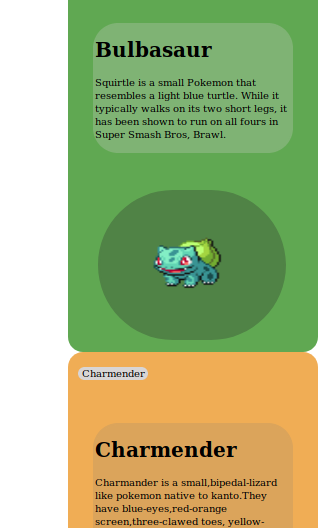 Bulbasaur
Squirtle is a small Pokemon that
resembles a light blue turtle. While it
typically walks on its two short legs, it
has been shown to run on all fours in
Super Smash Bros, Brawl.
Charmender
Charmender
Charmander is a small,bipedal-lizard
like pokemon native to kanto.They
have blue-eyes,red-orange
screen,three-clawed toes, yellow-